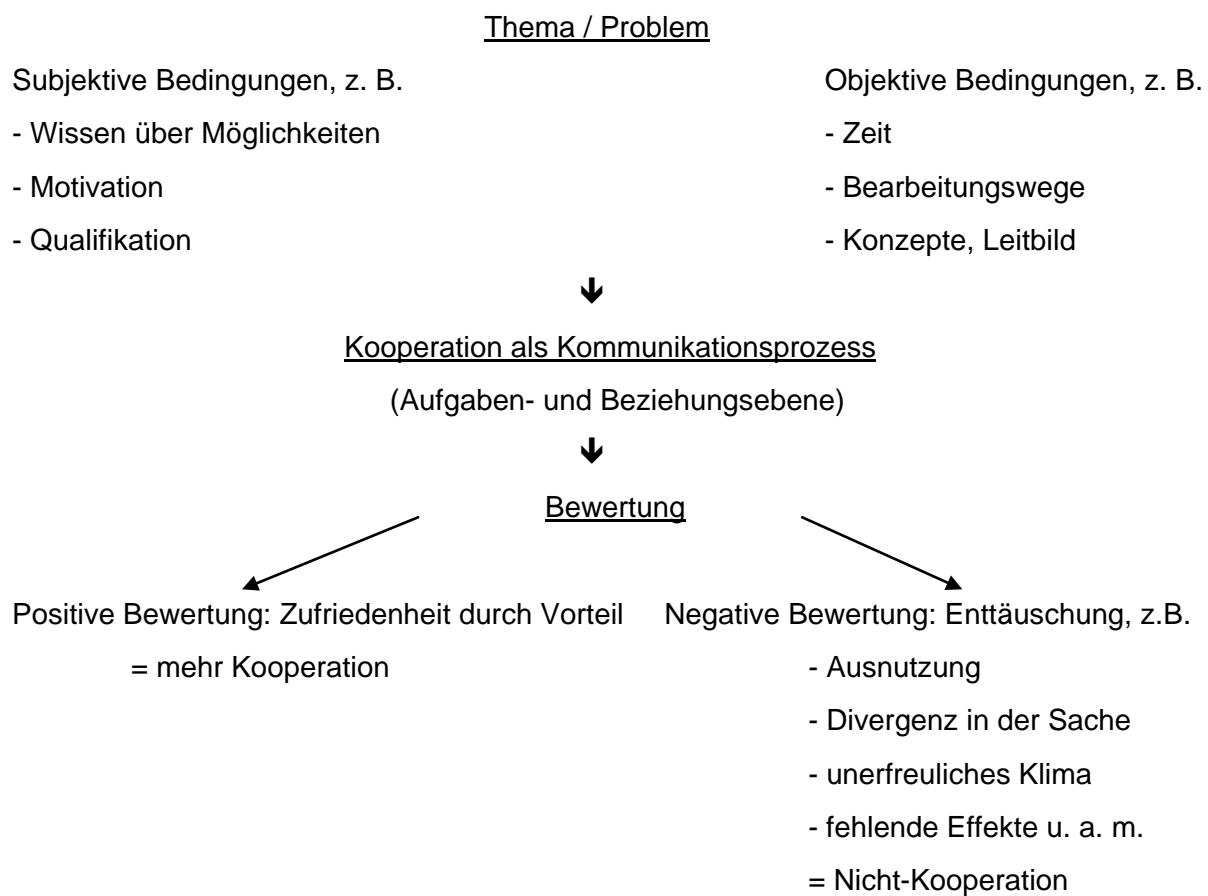 Thema / Problem
Subjektive Bedingungen, z. B.
Objektive Bedingungen, z. B.
- Wissen über Möglichkeiten
- Zeit
- Motivation
- Bearbeitungswege
- Qualifikation
- Konzepte, Leitbild
Kooperation als Kommunikationsprozess
(Aufgaben- und Beziehungsebene)
Bewertung
Positive Bewertung: Zufriedenheit durch Vorteil
= mehr Kooperation
Negative Bewertung: Enttäuschung, z.B.
- Ausnutzung
- Divergenz in der Sache
- unerfreuliches Klima
- fehlende Effekte u. a. m.
= Nicht-Kooperation